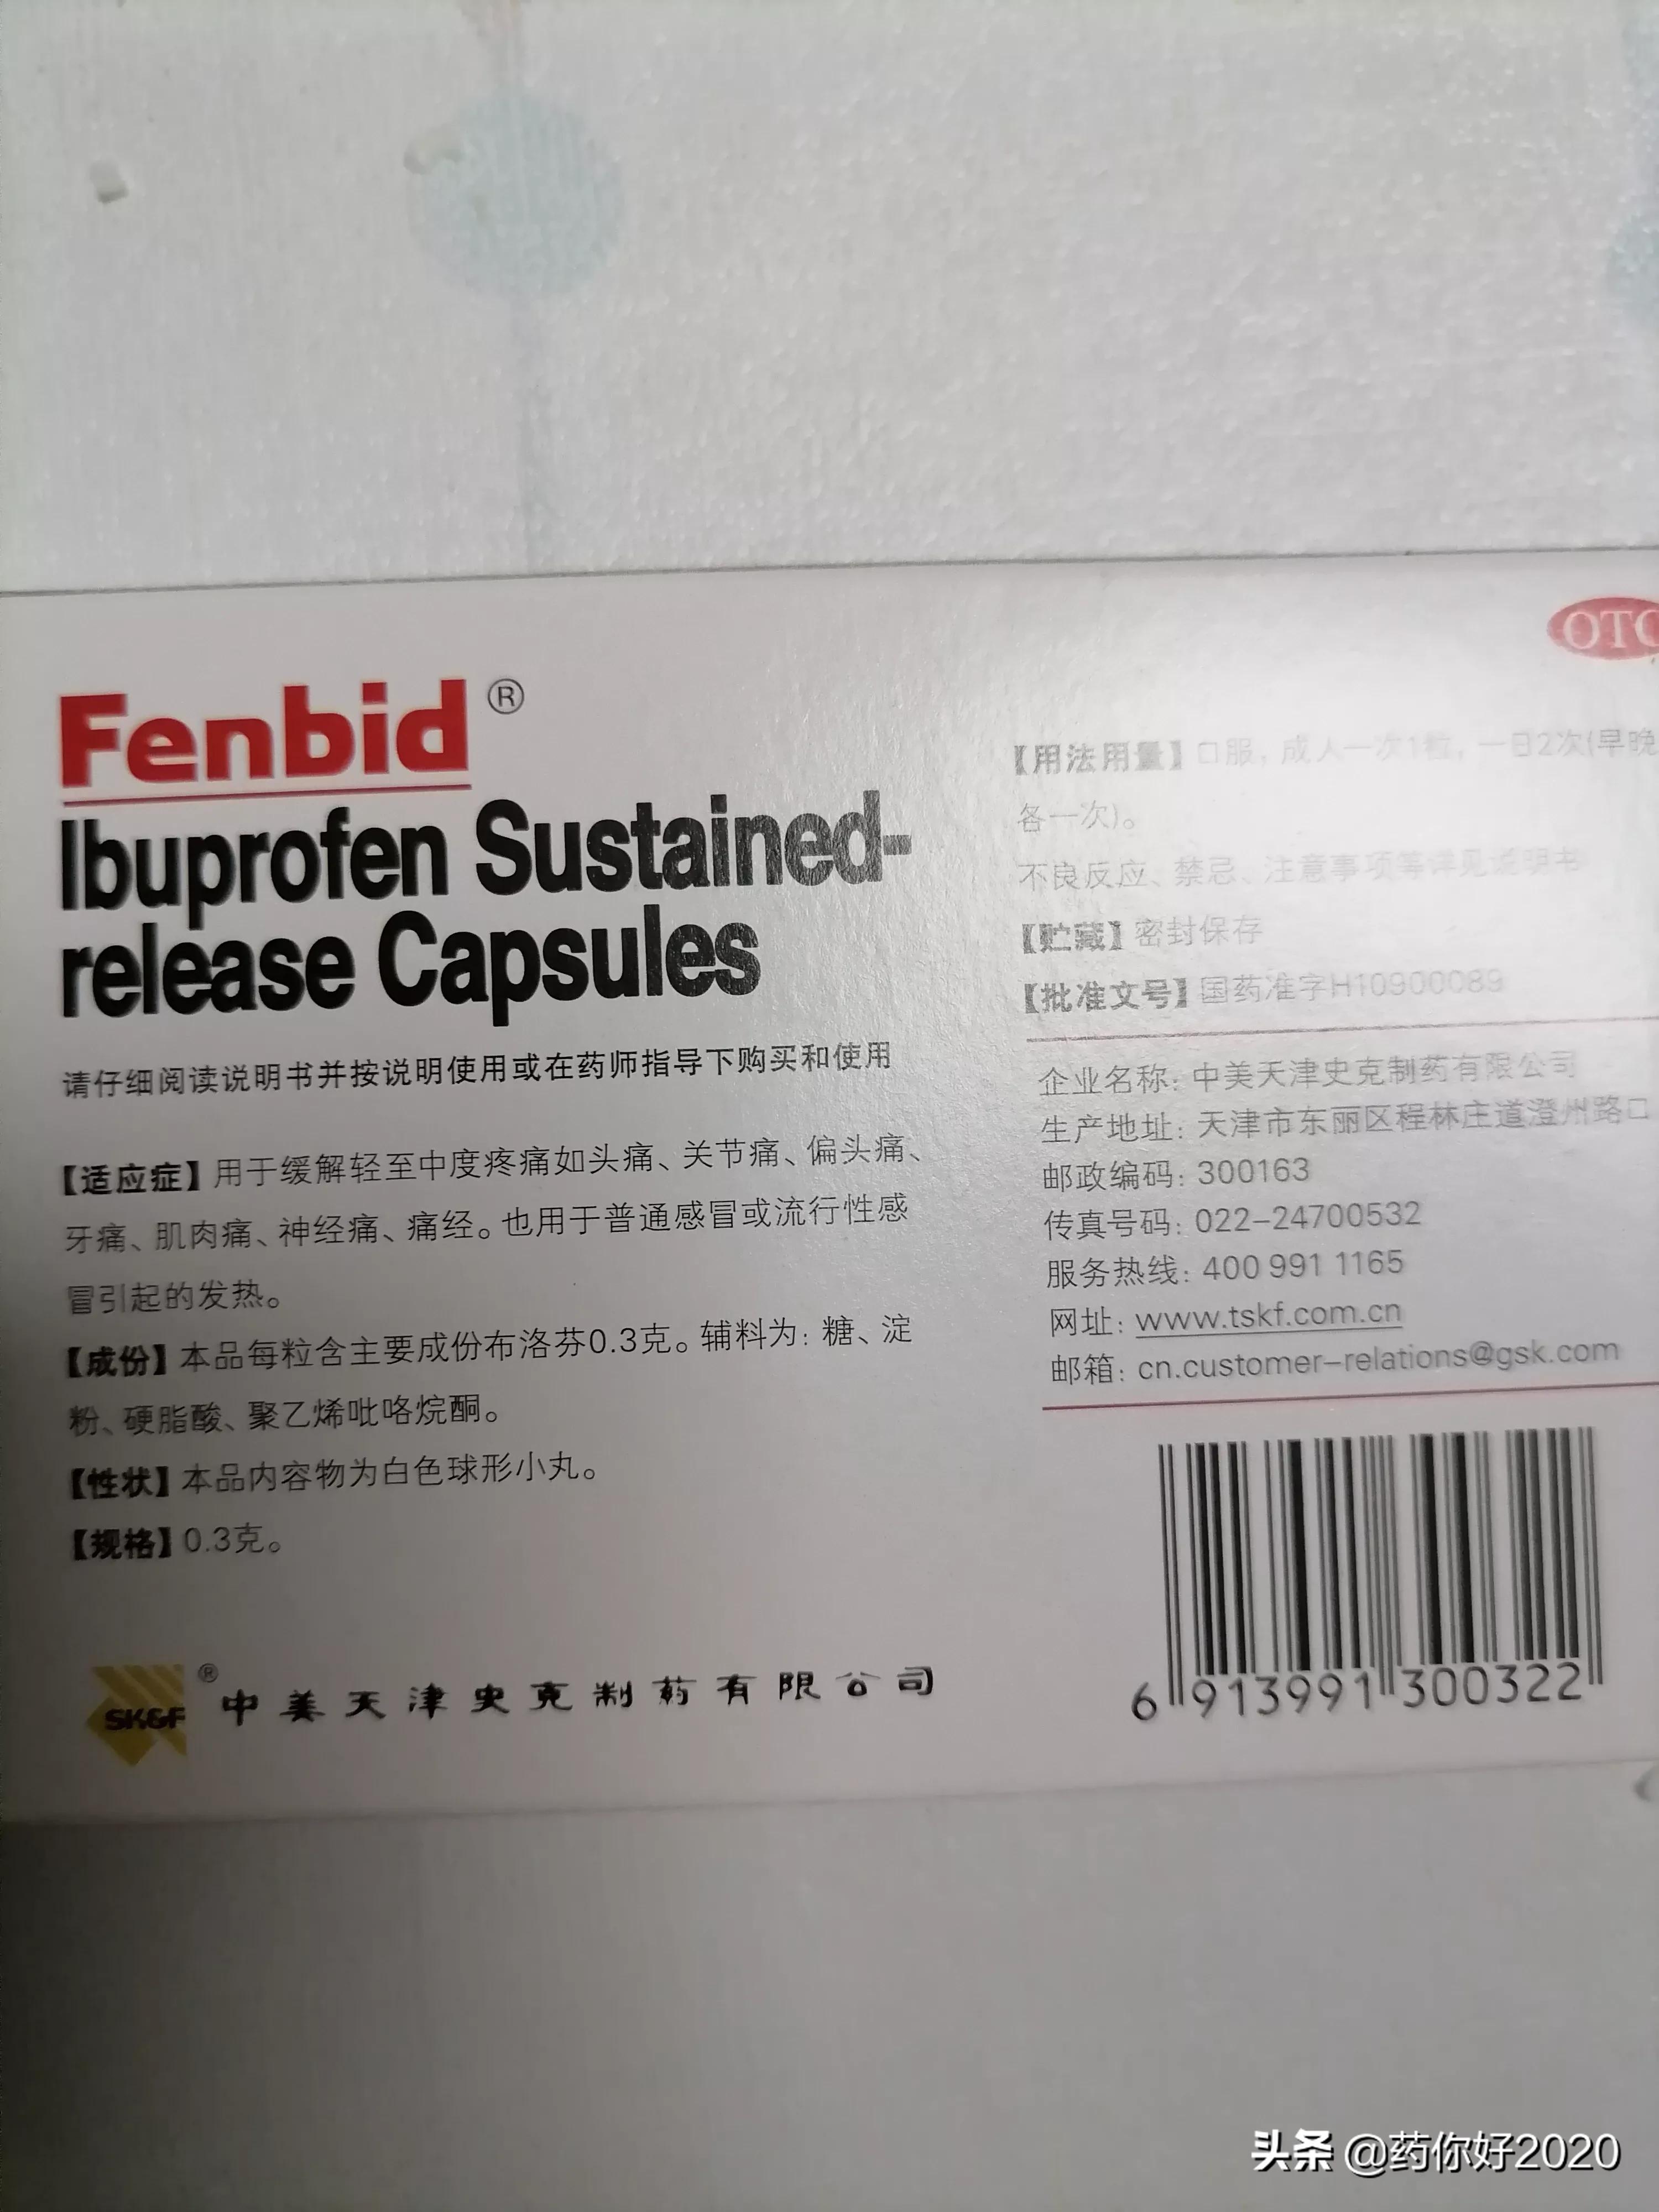 Fenbid®
Ibuprofen Sustained-
release Capsules
请仔细阅读说明书并按说明使用或在药师指导下购买和使用
【适应症】用于缓解轻至中度疼痛如头痛、关节痛、偏头痛、
牙痛、肌肉痛、神经痛、痛经。也用于普通感冒或流行性感
冒引起的发热。
【成份】本品每粒含主要成份布洛芬0.3克。辅料为：糖、淀
粉、硬脂酸、聚乙烯吡咯烷酮。
【性状】本品内容物为白色球形小丸。
【规格】0.3克。
SK&F® 中美天津史克制药有限公司
OTC
【用法用量】口服，成人一次1粒，一日2次(早晚
各一次)。
不良反应、禁忌、注意事项等详见说明书
【贮藏】密封保存
【批准文号】国药准字H10900089
企业名称：中美天津史克制药有限公司
生产地址：天津市东丽区程林庄道澄州路口
邮政编码：300163
传真号码：022-24700532
服务热线：400 991 1165
网址：www.tskf.com.cn
邮箱：cn.customer-relations@gsk.com
6 913991 300322
头条 @药你好2020